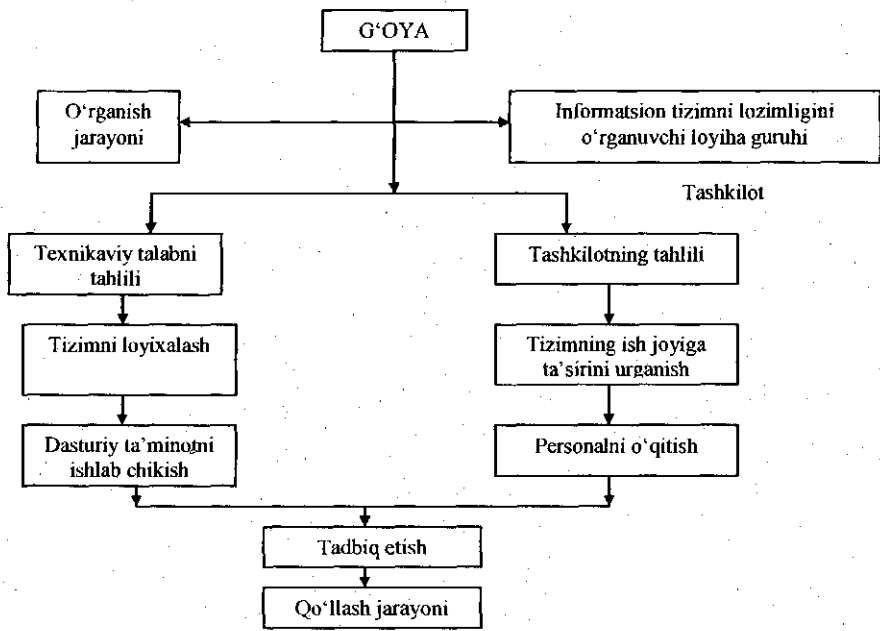 G‘OYA
O‘rganish
jarayoni
Informatsion tizimni lozimligini
o‘rganuvchi loyiha guruhi
Tashkilot
Texnikaviy talabni
tahlili
Tashkilotning tahlili
Tizimni loyixalash
Tizimning ish joyiga
ta’sirini urganish
Dasturiy ta’minotni
ishlab chikish
Personalni o‘qitish
Tadbiq etish
Qo‘llash jarayoni